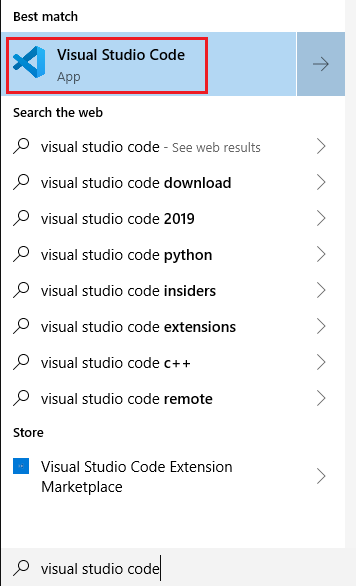 Best match
Visual Studio Code
App
Search the web
visual studio code - See web results
visual studio code download
visual studio code 2019
visual studio code python
visual studio code insiders
visual studio code extensions
visual studio code c++
visual studio code remote
Store
Visual Studio Code Extension
Marketplace
visual studio code